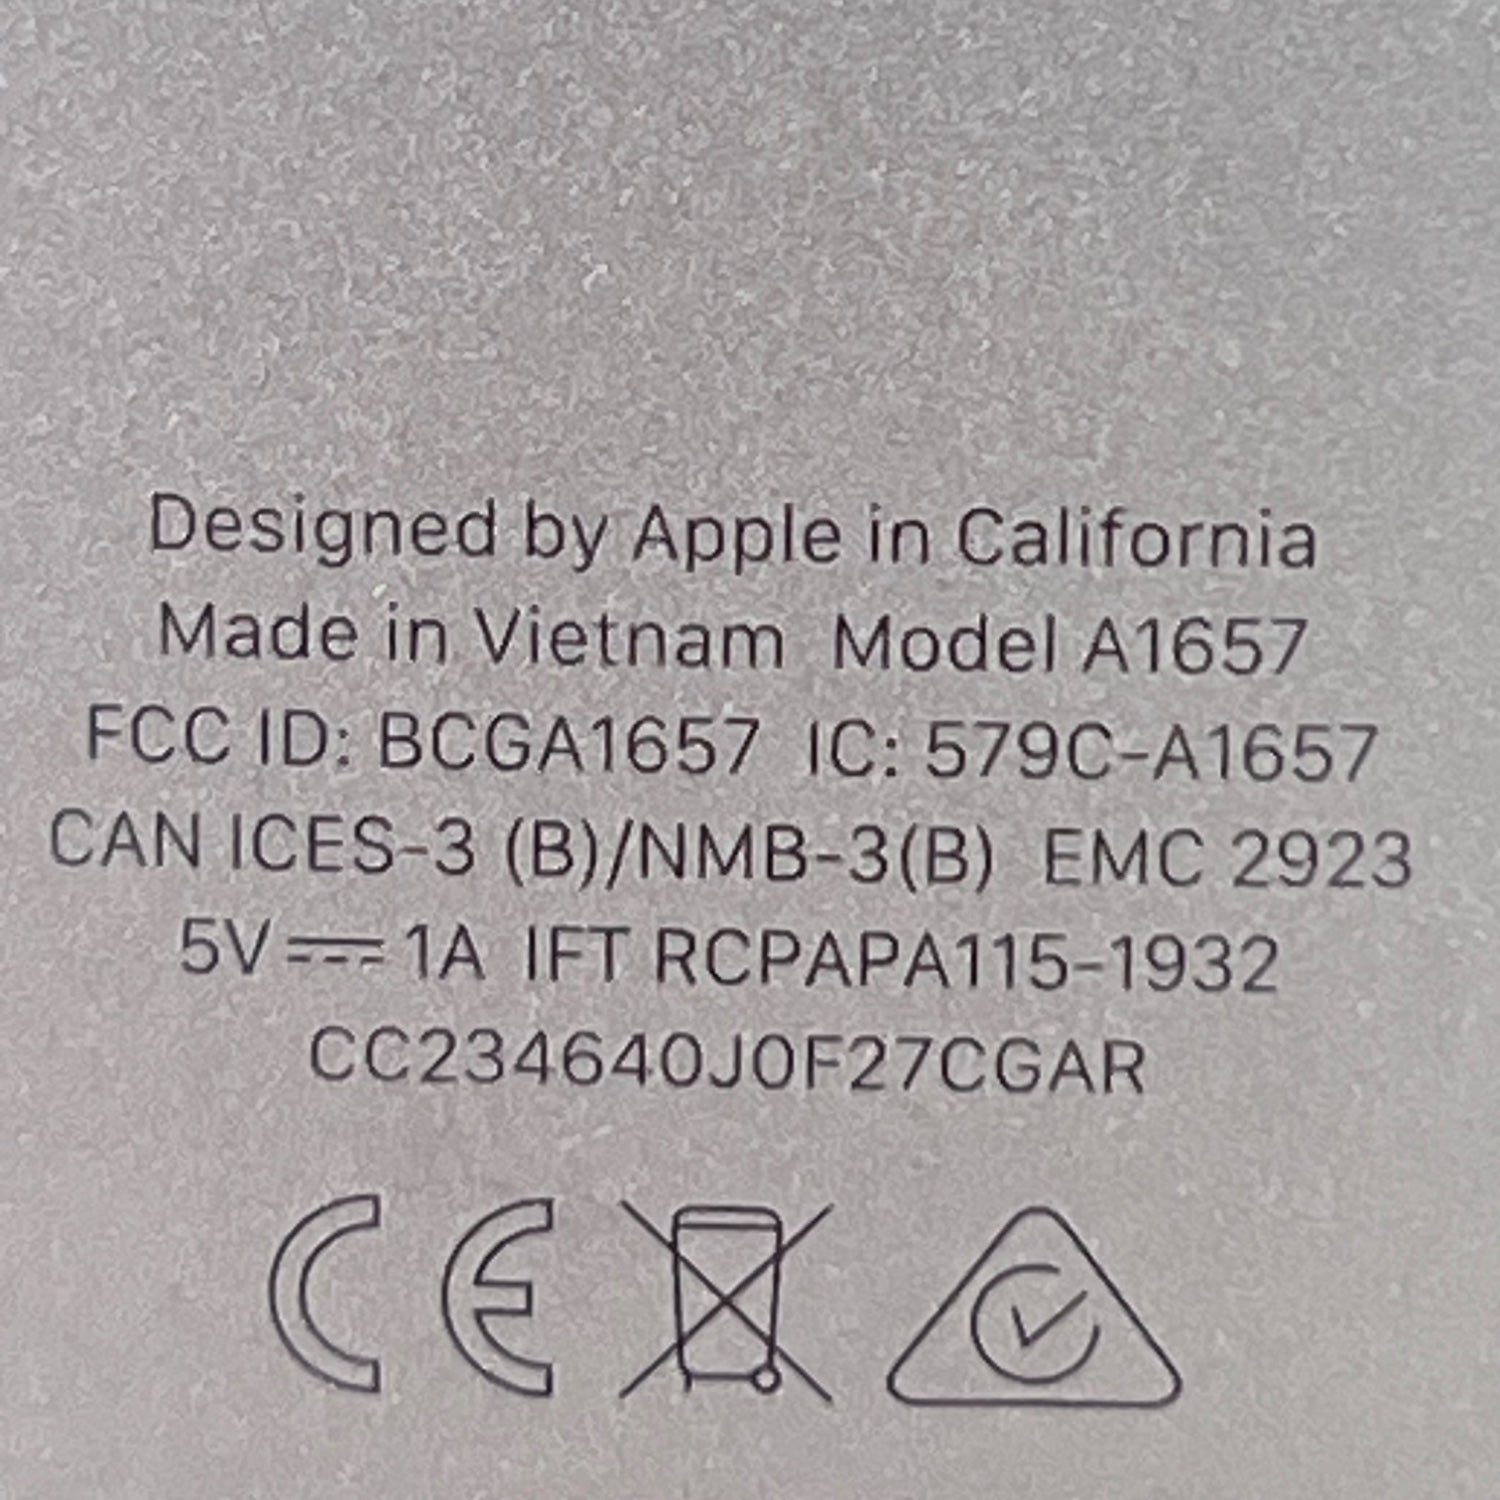 Designed by Apple in California
Made in Vietnam  Model A1657
FCC ID: BCGA1657  IC: 579C-A1657
CAN ICES-3 (B)/NMB-3(B)  EMC 2923
5V⎓1A  IFT RCPAPA115-1932
CC234640J0F27CGAR
CE